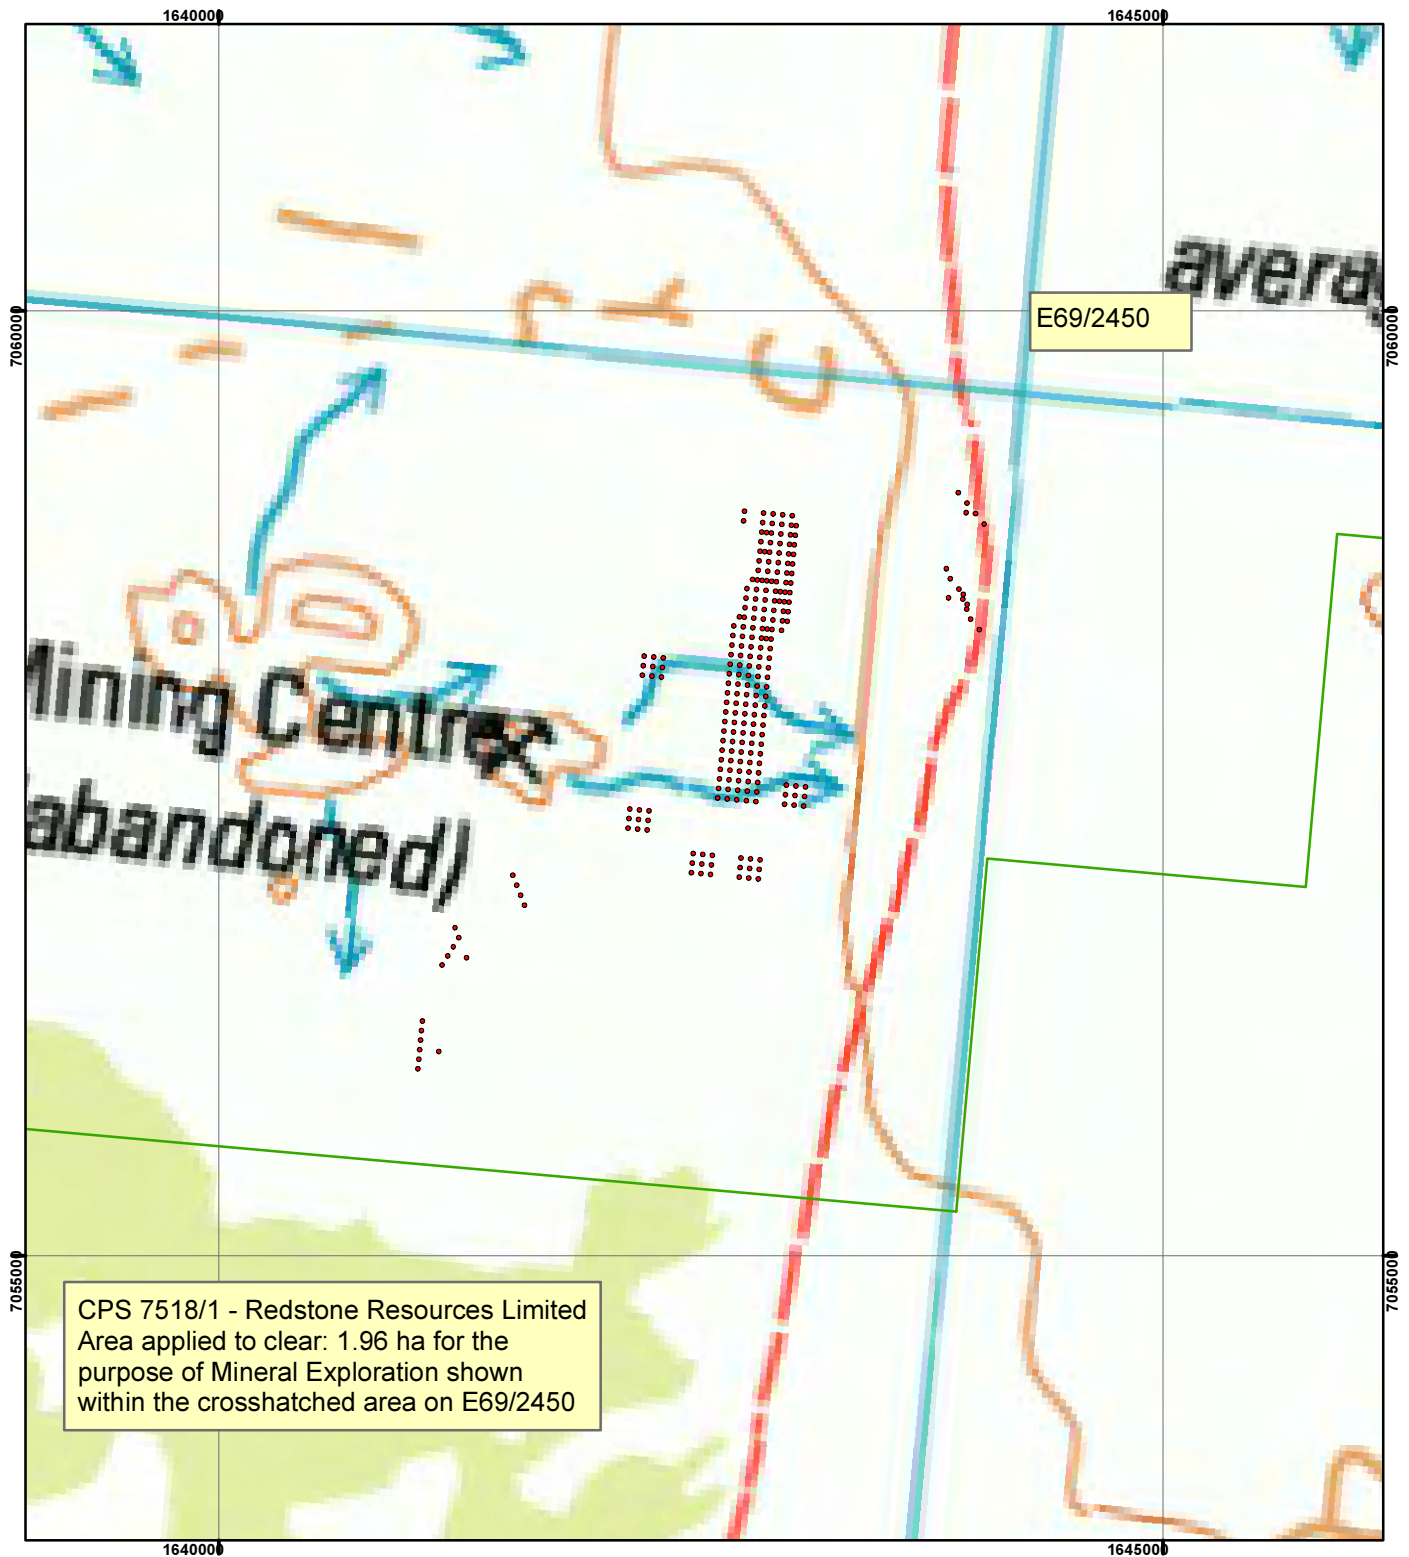 1640000
1645000
avera
7060000
E69/2450
7060000
Mining Centre
(abandoned)
7055000
7055000
CPS 7518/1 - Redstone Resources Limited
Area applied to clear: 1.96 ha for the
purpose of Mineral Exploration shown
within the crosshatched area on E69/2450
1640000
1645000